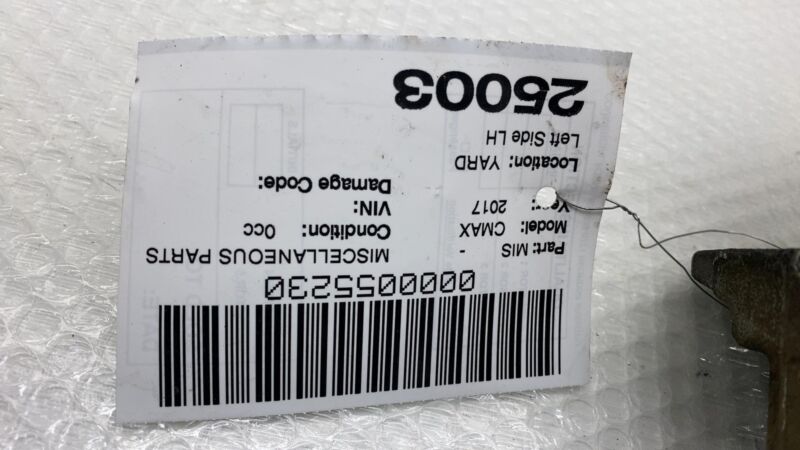 0000055230
Part: MIS - MISCELLANEOUS PARTS
Model: CMAX Condition: 0cc
Year: 2017 VIN:
Damage Code:
Location: YARD
Left Side LH
25003